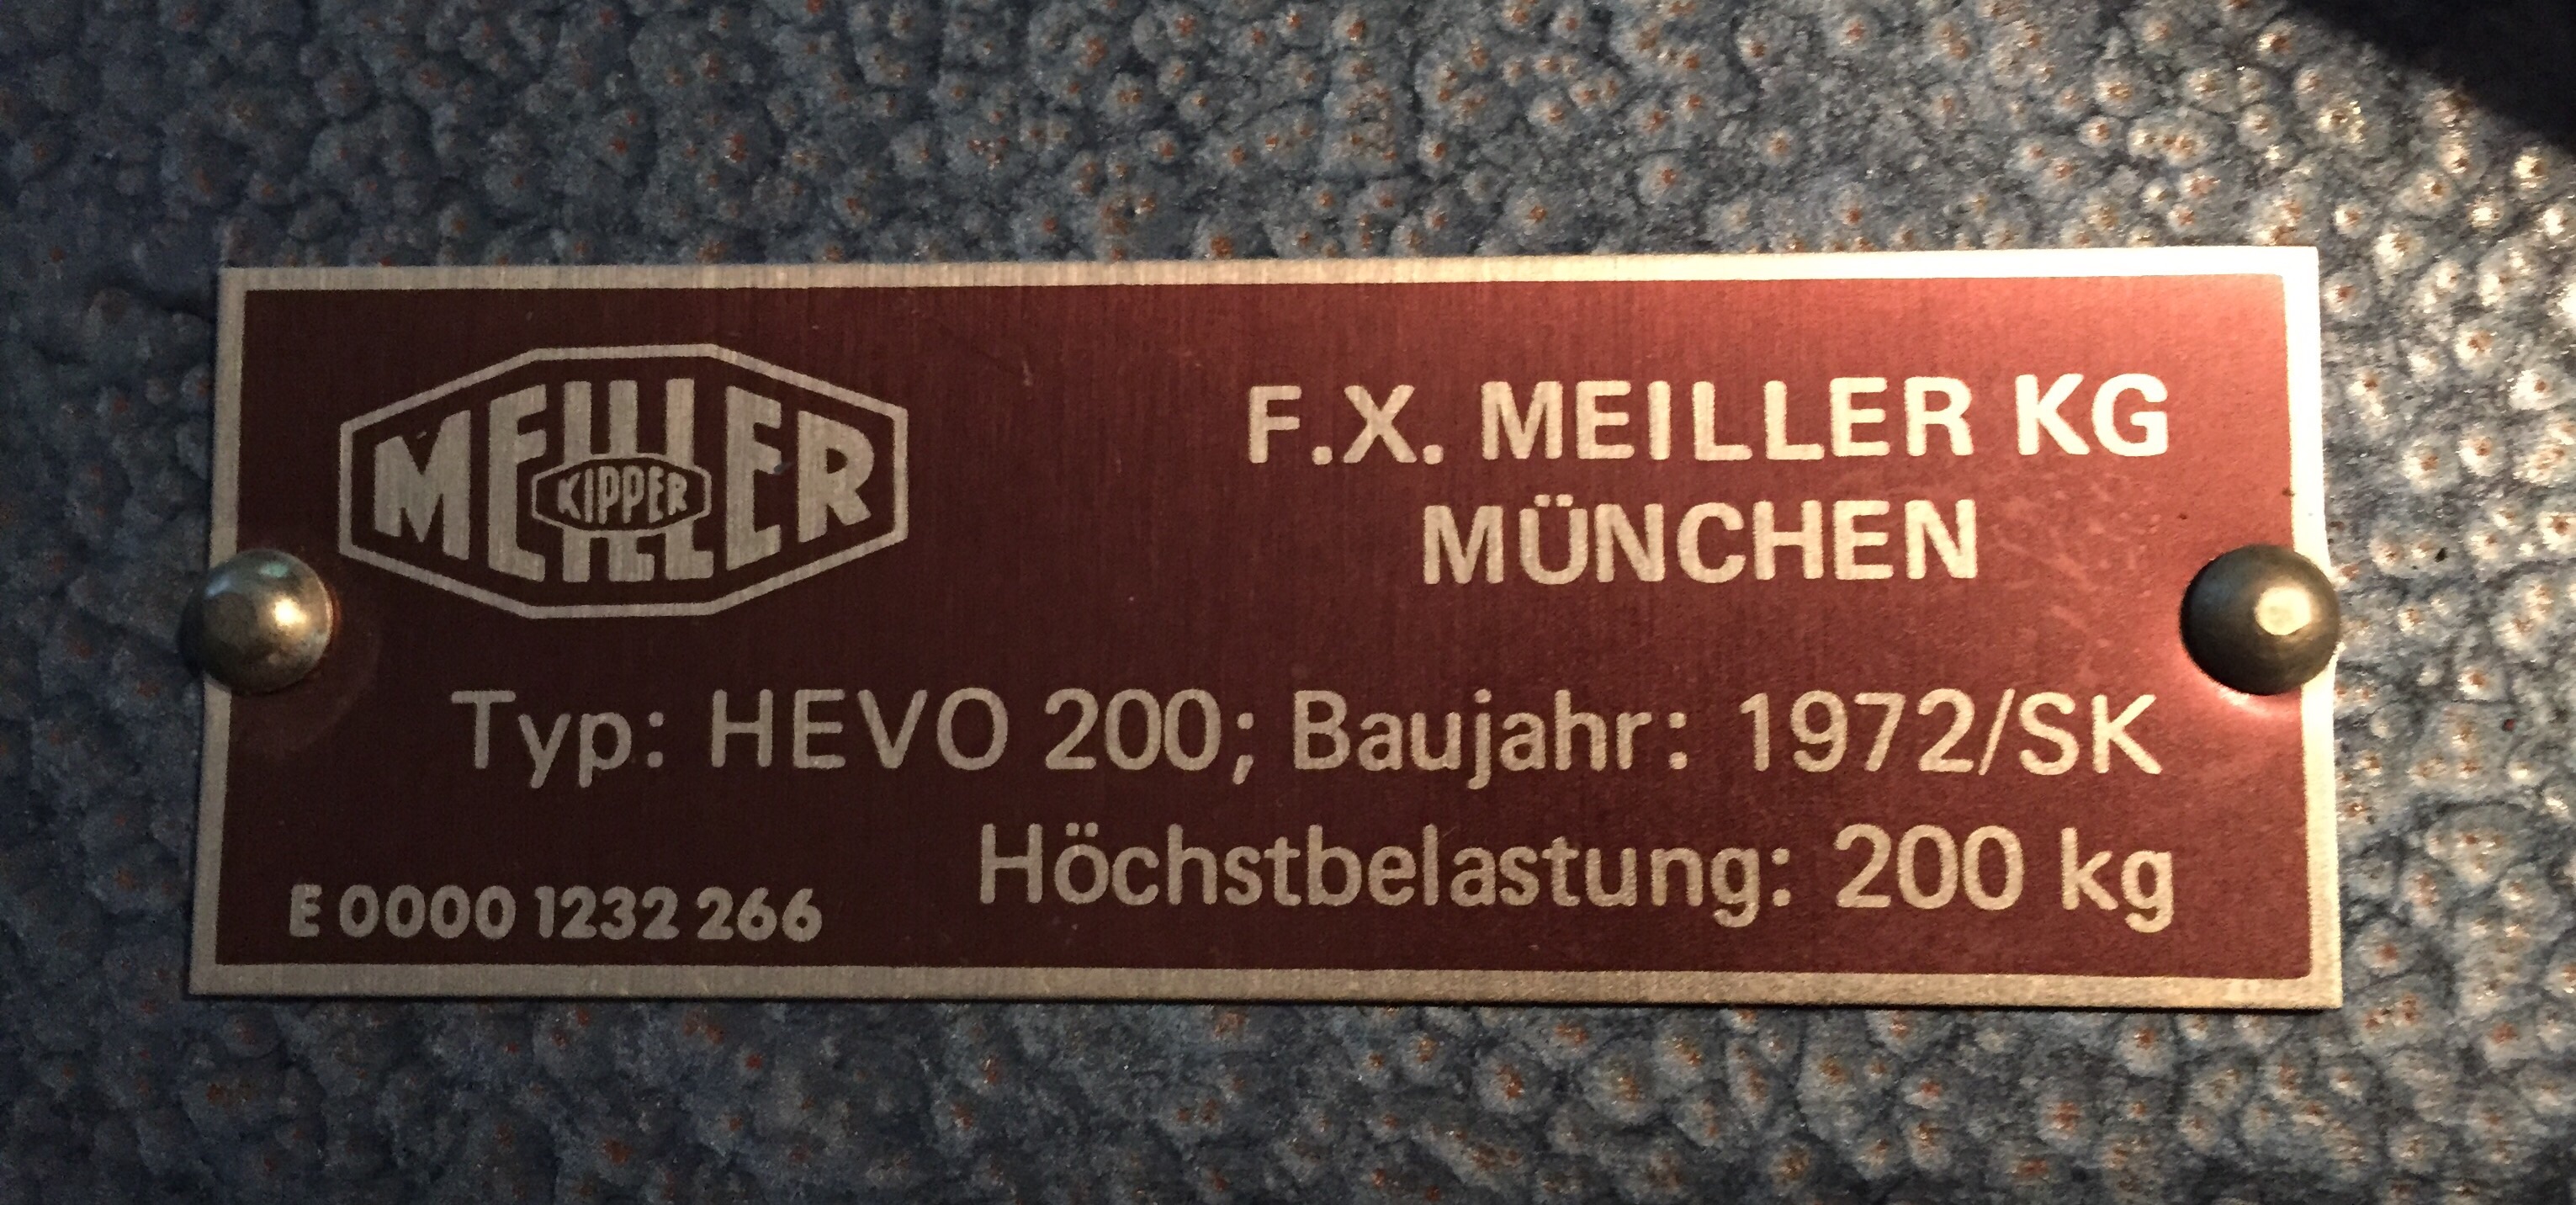 MEILLER
KIPPER
F.X. MEILLER KG
MÜNCHEN
Typ: HEVO 200; Baujahr: 1972/SK
Höchstbelastung: 200 kg
E 0000 1232 266